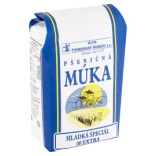 PŠENIČNÁ
MÚKA
HLADKÁ ŠPECIÁL
00 EXTRA